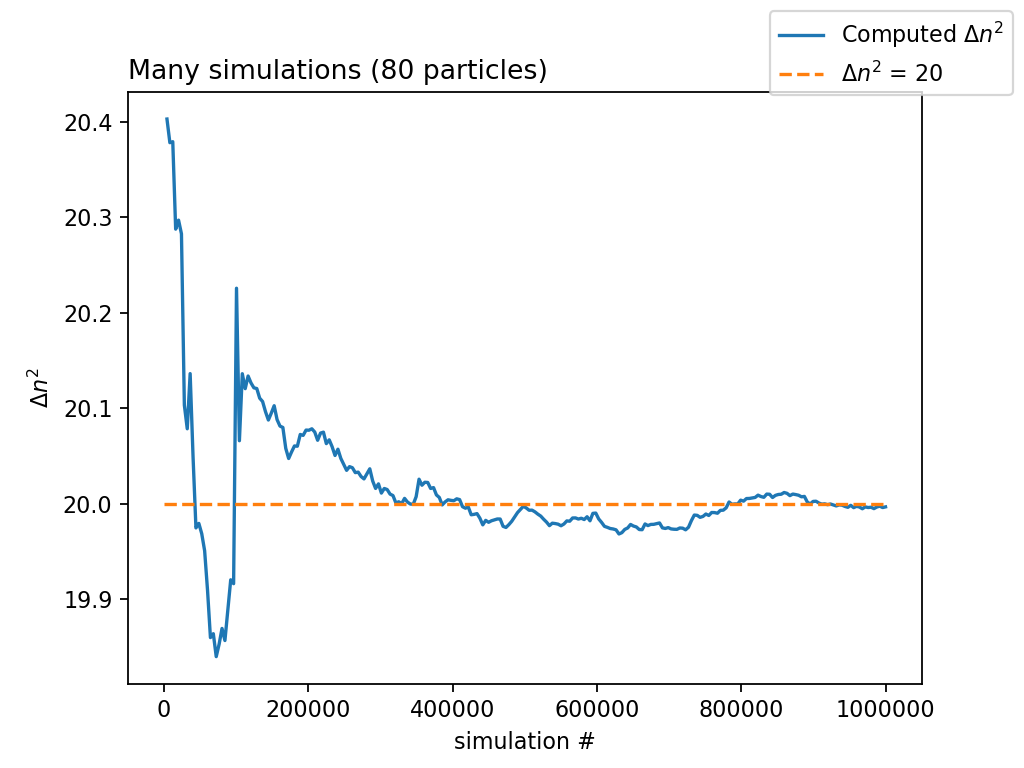 Computed Δn²
Δn² = 20
Many simulations (80 particles)
20.4
20.3
20.2
20.1
20.0
19.9
Δn²
0
200000
400000
600000
800000
1000000
simulation #